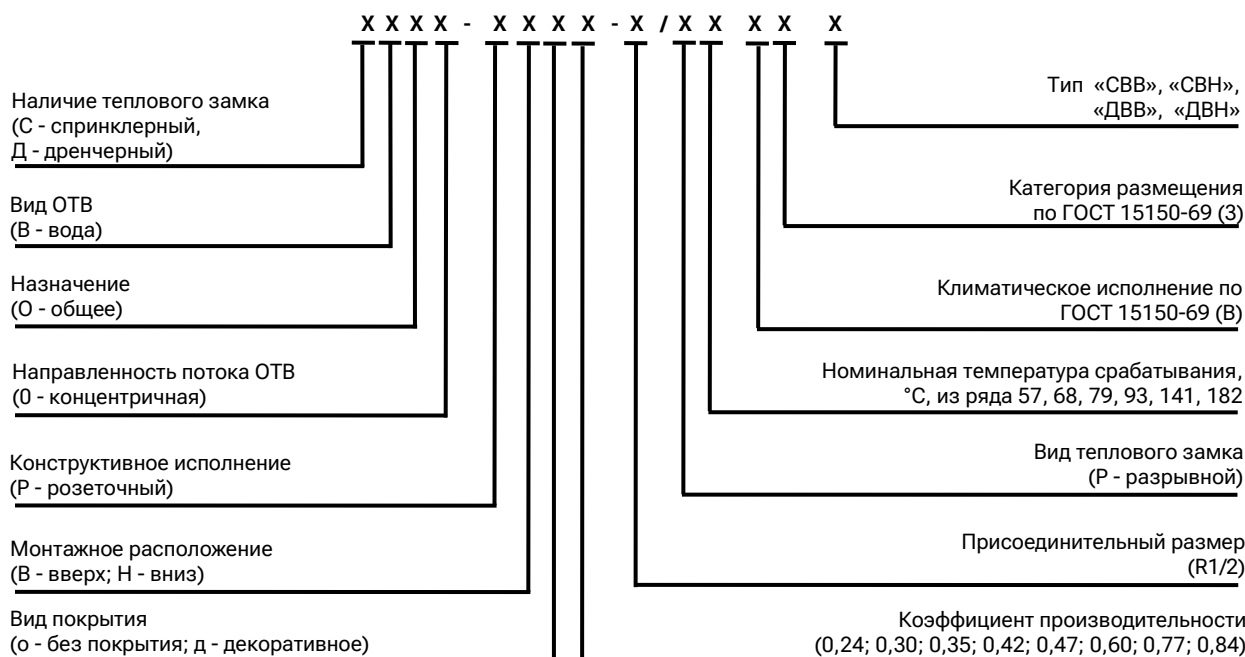 X X X X - X X X X - X / X X X X X
Наличие теплового замка
(С - спринклерный,
Д - дренчерный)
Вид ОТВ
(В - вода)
Назначение
(О - общее)
Направленность потока ОТВ
(0 - концентричная)
Конструктивное исполнение
(Р - розеточный)
Монтажное расположение
(В - вверх; Н - вниз)
Вид покрытия
(о - без покрытия; д - декоративное)
Тип «СВВ», «СВН»,
«ДВВ», «ДВН»
Категория размещения
по ГОСТ 15150-69 (3)
Климатическое исполнение по
ГОСТ 15150-69 (В)
Номинальная температура срабатывания,
°С, из ряда 57, 68, 79, 93, 141, 182
Вид теплового замка
(Р - разрывной)
Присоединительный размер
(R1/2)
Коэффициент производительности
(0,24; 0,30; 0,35; 0,42; 0,47; 0,60; 0,77; 0,84)